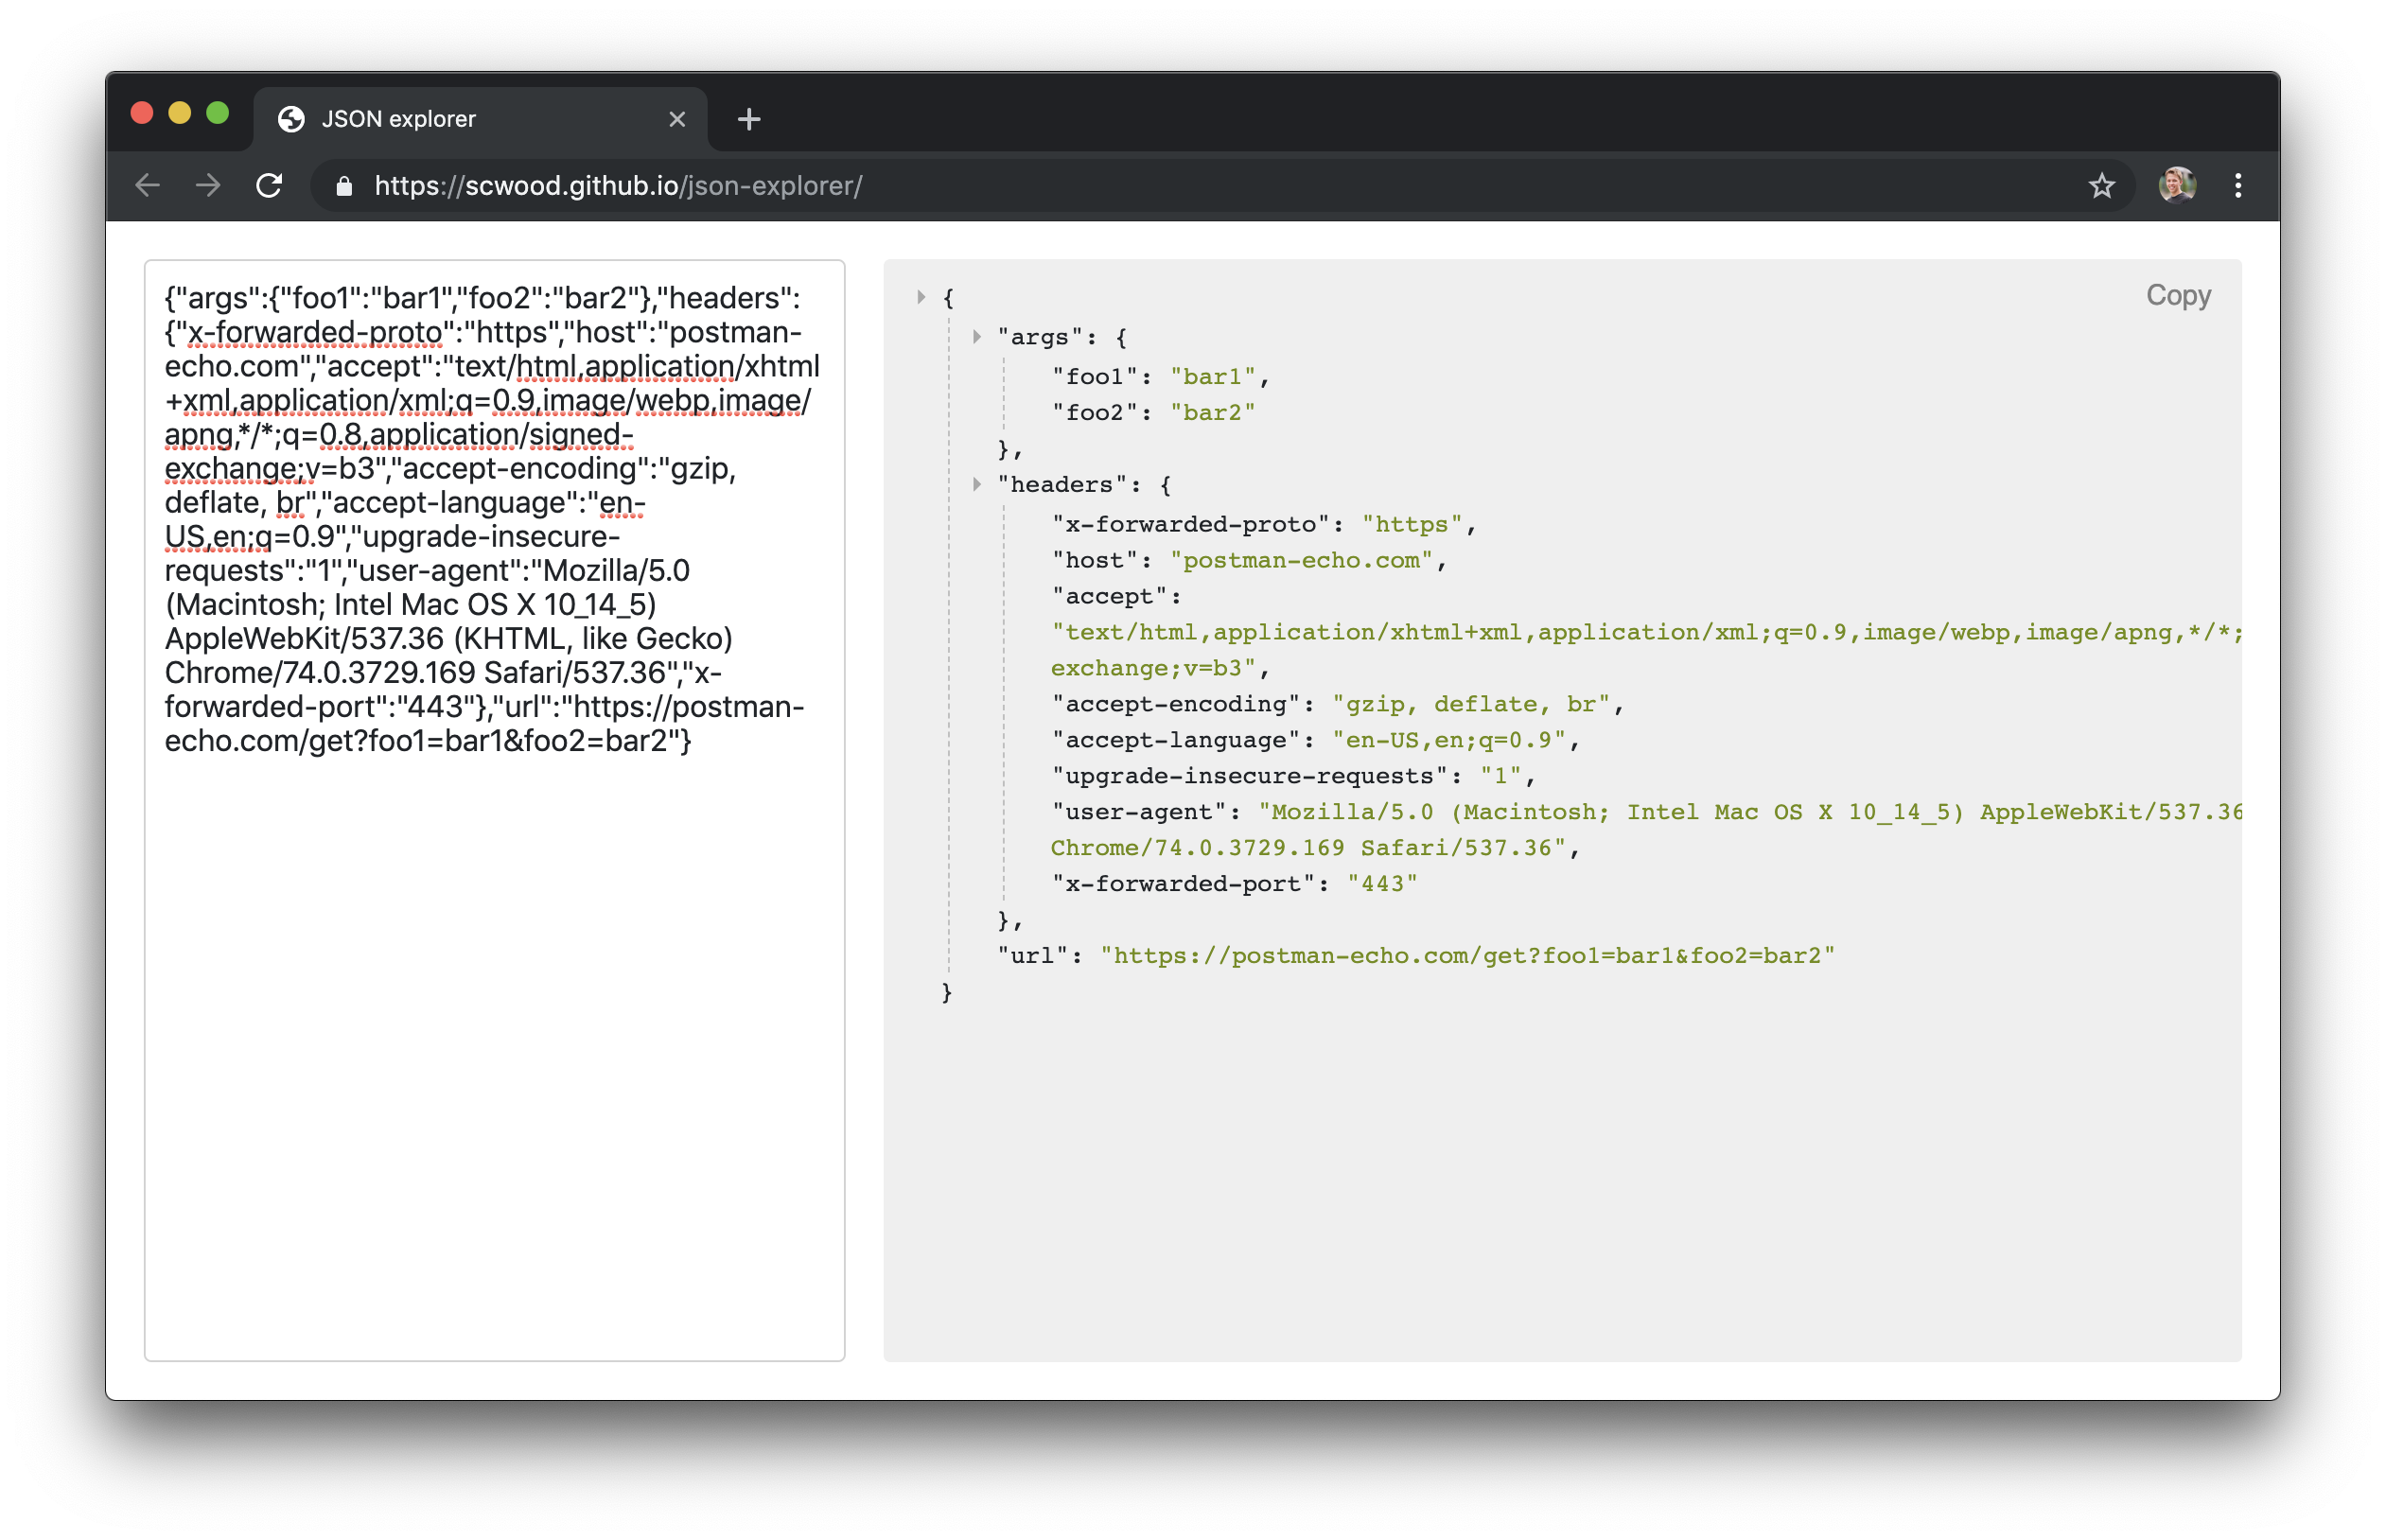 JSON explorer
https://scwood.github.io/json-explorer/
{"args":{"foo1":"bar1","foo2":"bar2"},"headers":
{"x-forwarded-proto":"https","host":"postman-
echo.com","accept":"text/html,application/xhtml
+xml,application/xml;q=0.9,image/webp,image/
apng,*/*;q=0.8,application/signed-
exchange;v=b3","accept-encoding":"gzip,
deflate, br","accept-language":"en-
US,en;q=0.9","upgrade-insecure-
requests":"1","user-agent":"Mozilla/5.0
(Macintosh; Intel Mac OS X 10_14_5)
AppleWebKit/537.36 (KHTML, like Gecko)
Chrome/74.0.3729.169 Safari/537.36","x-
forwarded-port":"443"},"url":"https://postman-
echo.com/get?foo1=bar1&foo2=bar2"}
Copy
{
"args": {
"foo1": "bar1",
"foo2": "bar2"
},
"headers": {
"x-forwarded-proto": "https",
"host": "postman-echo.com",
"accept":
"text/html,application/xhtml+xml,application/xml;q=0.9,image/webp,image/apng,*/*;
exchange;v=b3",
"accept-encoding": "gzip, deflate, br",
"accept-language": "en-US,en;q=0.9",
"upgrade-insecure-requests": "1",
"user-agent": "Mozilla/5.0 (Macintosh; Intel Mac OS X 10_14_5) AppleWebKit/537.36
Chrome/74.0.3729.169 Safari/537.36",
"x-forwarded-port": "443"
},
"url": "https://postman-echo.com/get?foo1=bar1&foo2=bar2"
}